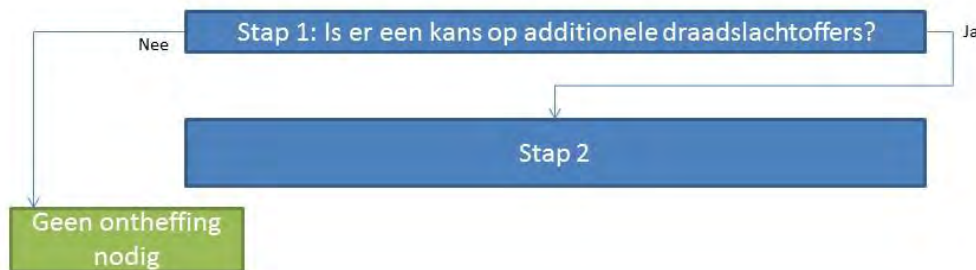 Stap 1: Is er een kans op additionele draadslachtoffers?
Nee
Ja
Stap 2
Geen ontheffing
nodig